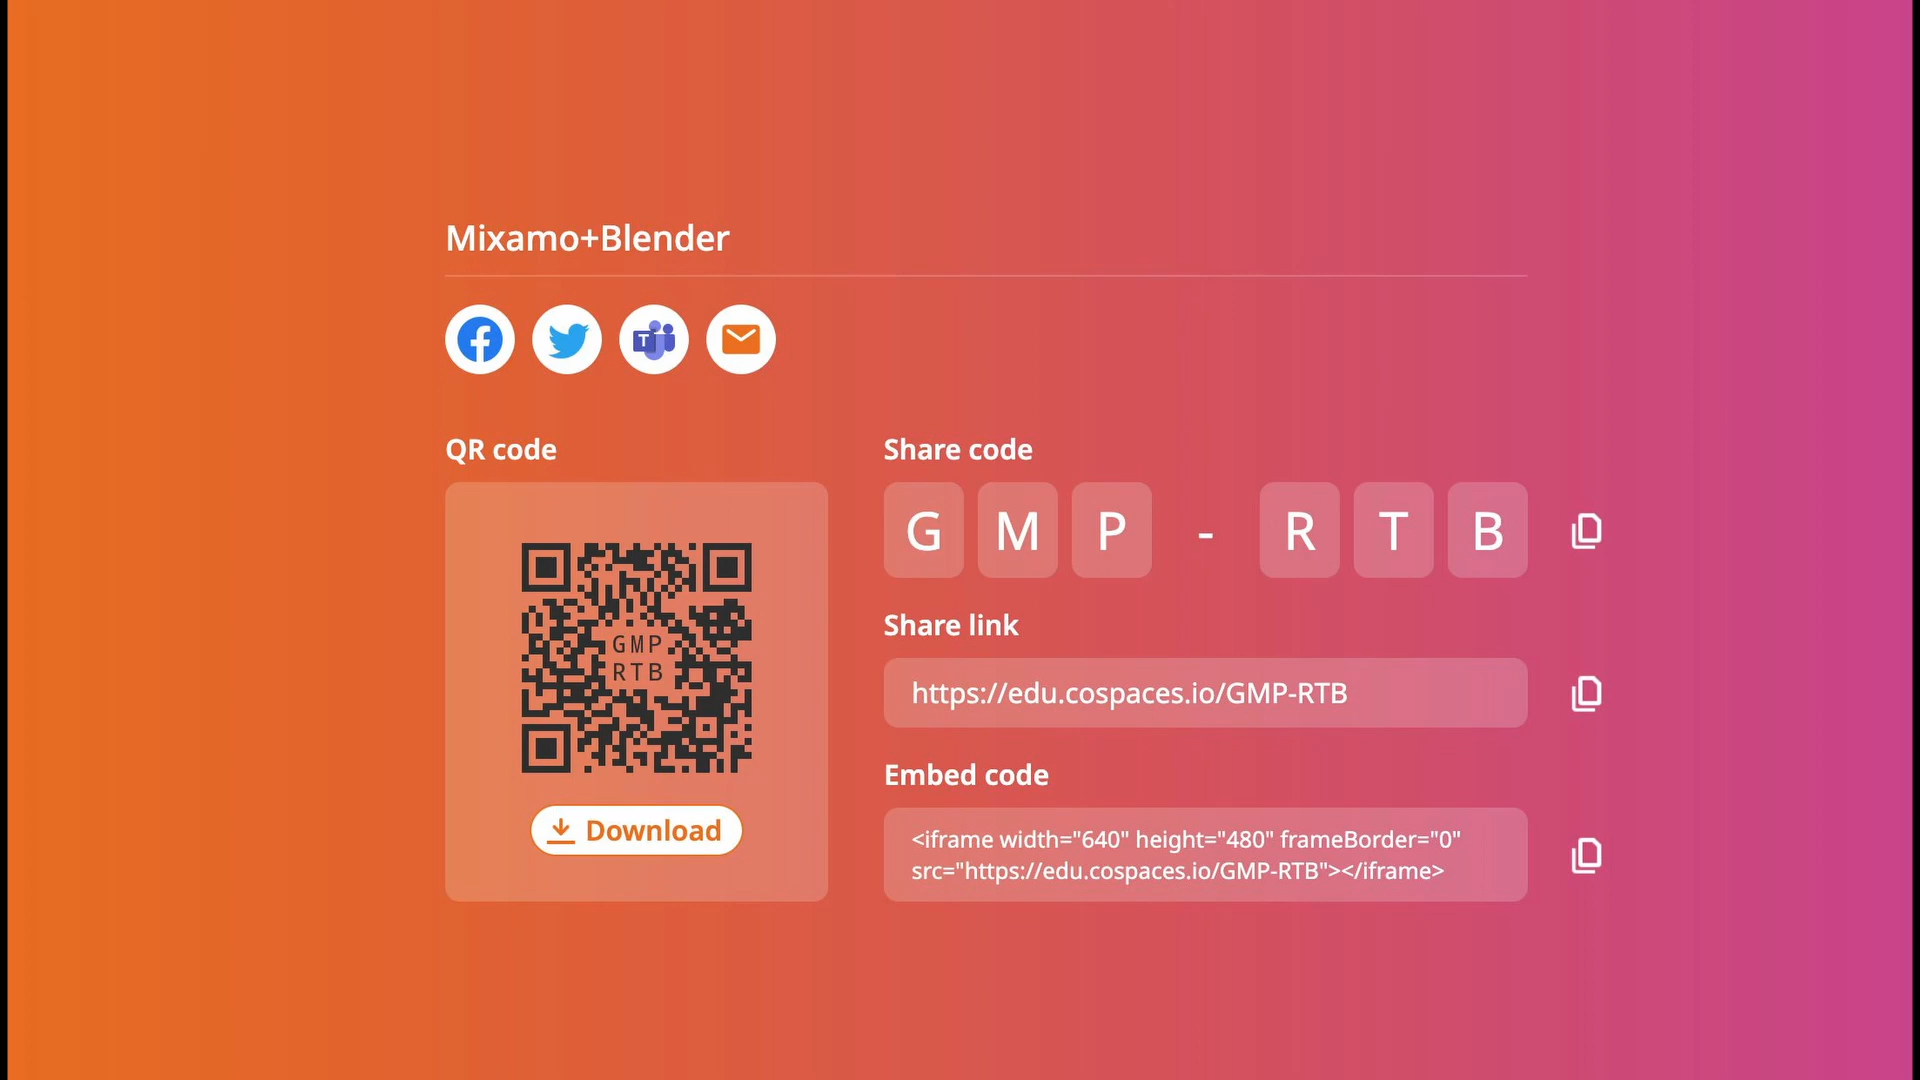 Mixamo+Blender
QR code
GMP
RTB
Download
Share code
G M P - R T B
Share link
https://edu.cospaces.io/GMP-RTB
Embed code
<iframe width="640" height="480" frameBorder="0"
src="https://edu.cospaces.io/GMP-RTB"></iframe>